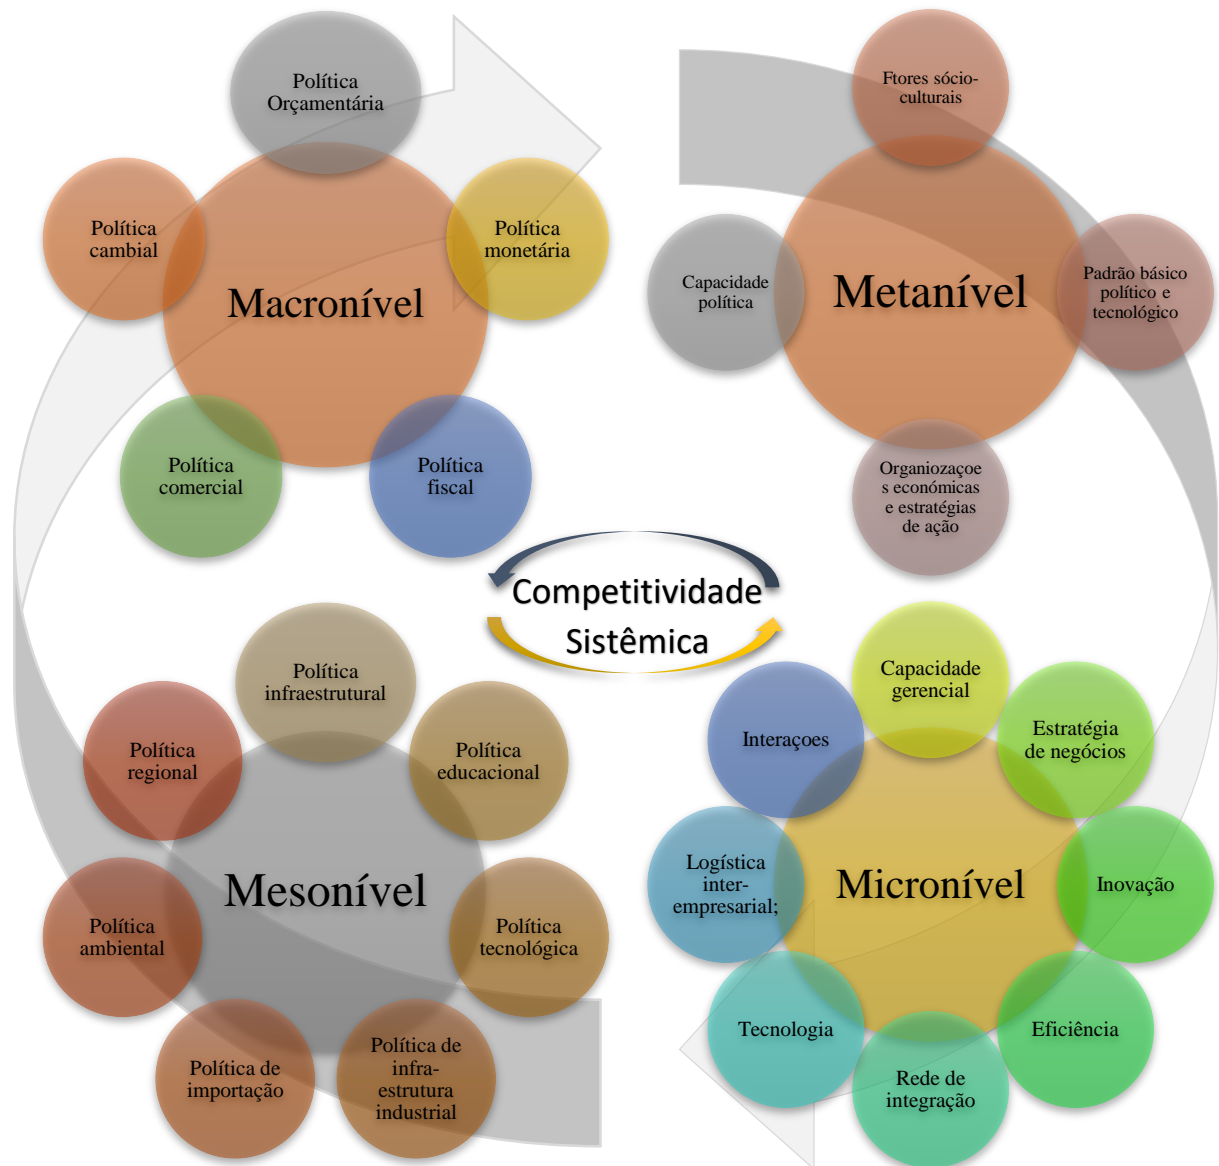 Política
Orçamentária
Política
cambial
Política
monetária
Macronível
Política
comercial
Política
fiscal
Ftores sócio-
culturais
Capacidade
política
Metanível
Padrão básico
político e
tecnológico
Organiozaçoe
s económicas
e estratégias
de ação
Competitividade
Sistêmica
Política
infraestrutural
Política
regional
Política
educacional
Mesonível
Política
ambiental
Política
tecnológica
Política de
importação
Política de
infra-
estrutura
industrial
Capacidade
gerencial
Interaçoes
Estratégia
de negócios
Logística
inter-
empresarial;
Micronível
Inovação
Tecnologia
Eficiência
Rede de
integração